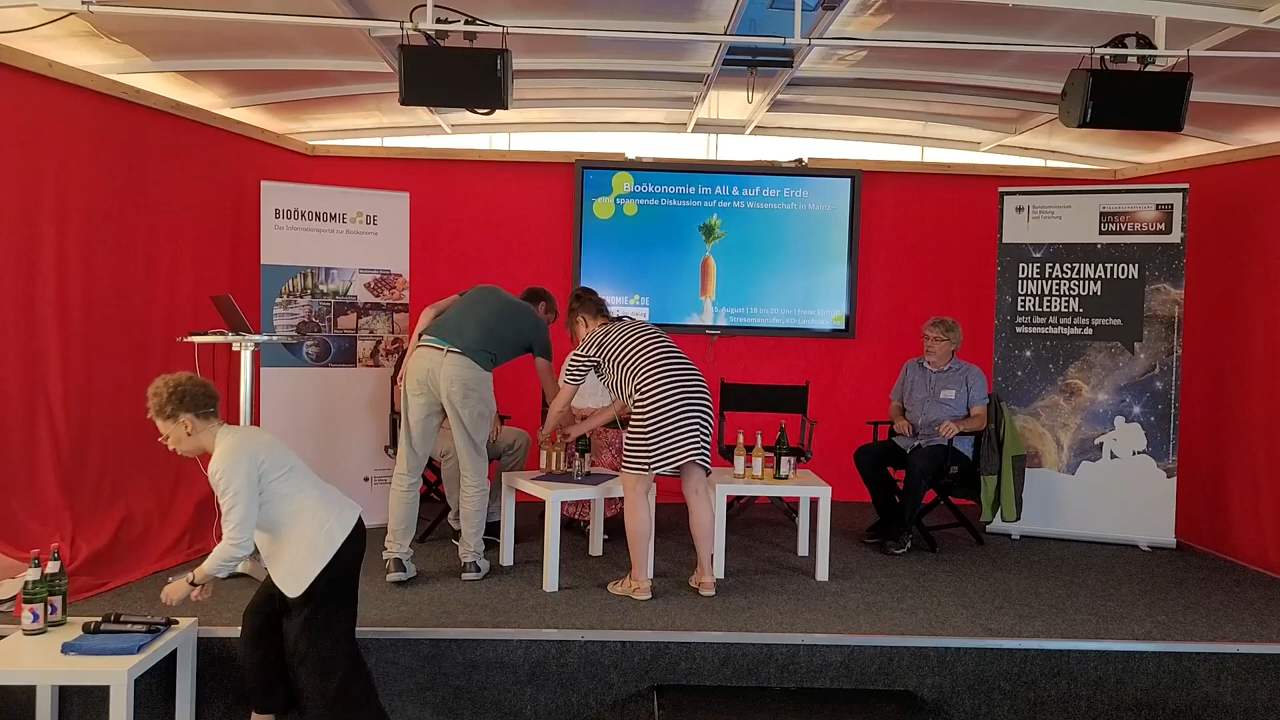 BIOÖKONOMIE DE
Das Informationsportal zur Bioökonomie
Bioökonomie im All & auf der Erde
– eine spannende Diskussion auf der MS Wissenschaft in Mainz –
NOMIE DE
15. August | 18 bis 20 Uhr | Freier Eintritt
Stresemannufer, KD-Landebrücke
Panasonic
Bundesministerium
für Bildung
und Forschung
Wissenschaftsjahr 2023
unser
UNIVERSUM
DIE FASZINATION
UNIVERSUM
ERLEBEN.
Jetzt über All und alles sprechen.
wissenschaftsjahr.de